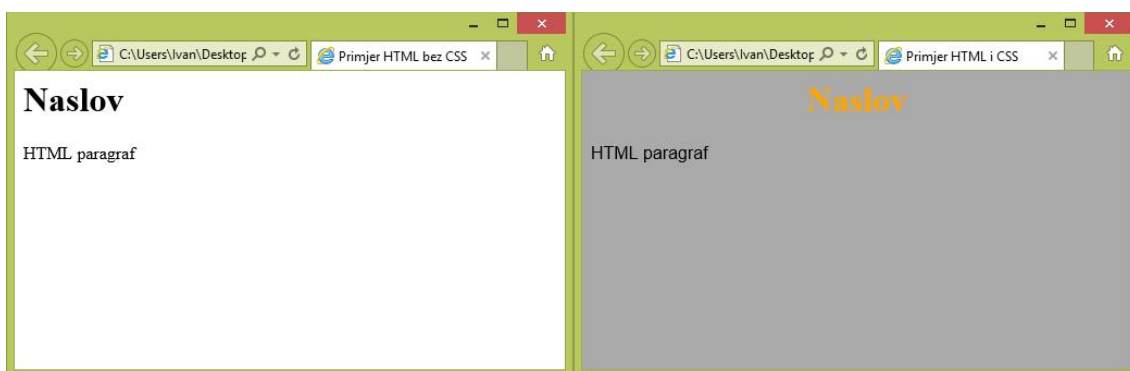 C:\Users\Ivan\Desktop
Primjer HTML bez CSS
Naslov
HTML paragraf
C:\Users\Ivan\Desktop
Primjer HTML i CSS
Naslov
HTML paragraf